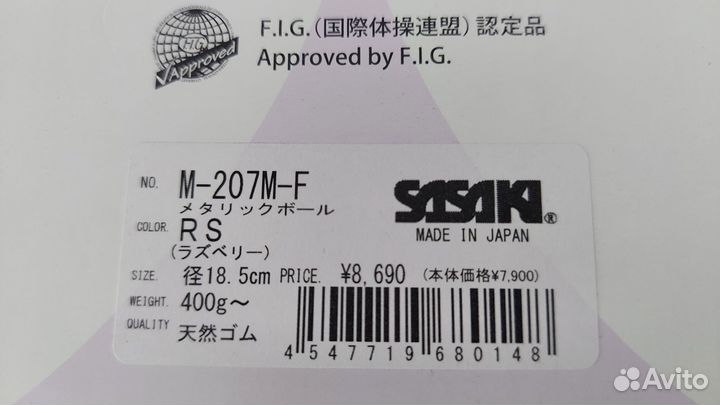 F.I.G.(国際体操連盟)認定品
Approved by F.I.G.
F.I.G.
Approved
NO. M-207M-F
メタリックボール
COLOR. RS
(ラズベリー)
SASAKI®
MADE IN JAPAN
SIZE. 径18.5cm PRICE. ¥8,690 (本体価格¥7,900)
WEIGHT. 400g～
QUALITY 天然ゴム
4 547719 680148
Avito